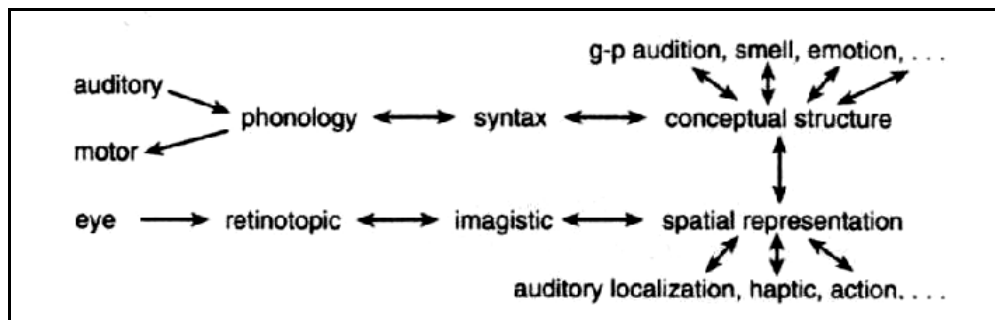 g-p audition, smell, emotion, . . .
auditory
phonology syntax conceptual structure
motor
eye retinotopic imagistic spatial representation
auditory localization, haptic, action. . . .